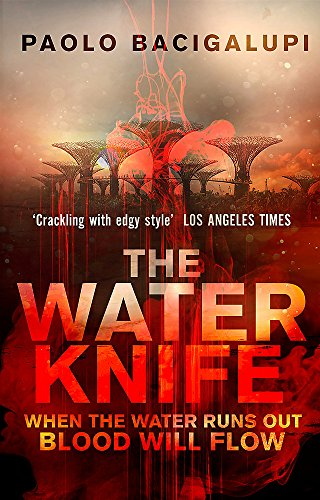 PAOLO BACIGALUPI
‘Crackling with edgy style’ LOS ANGELES TIMES
THE
WATER
KNIFE
WHEN THE WATER RUNS OUT
BLOOD WILL FLOW